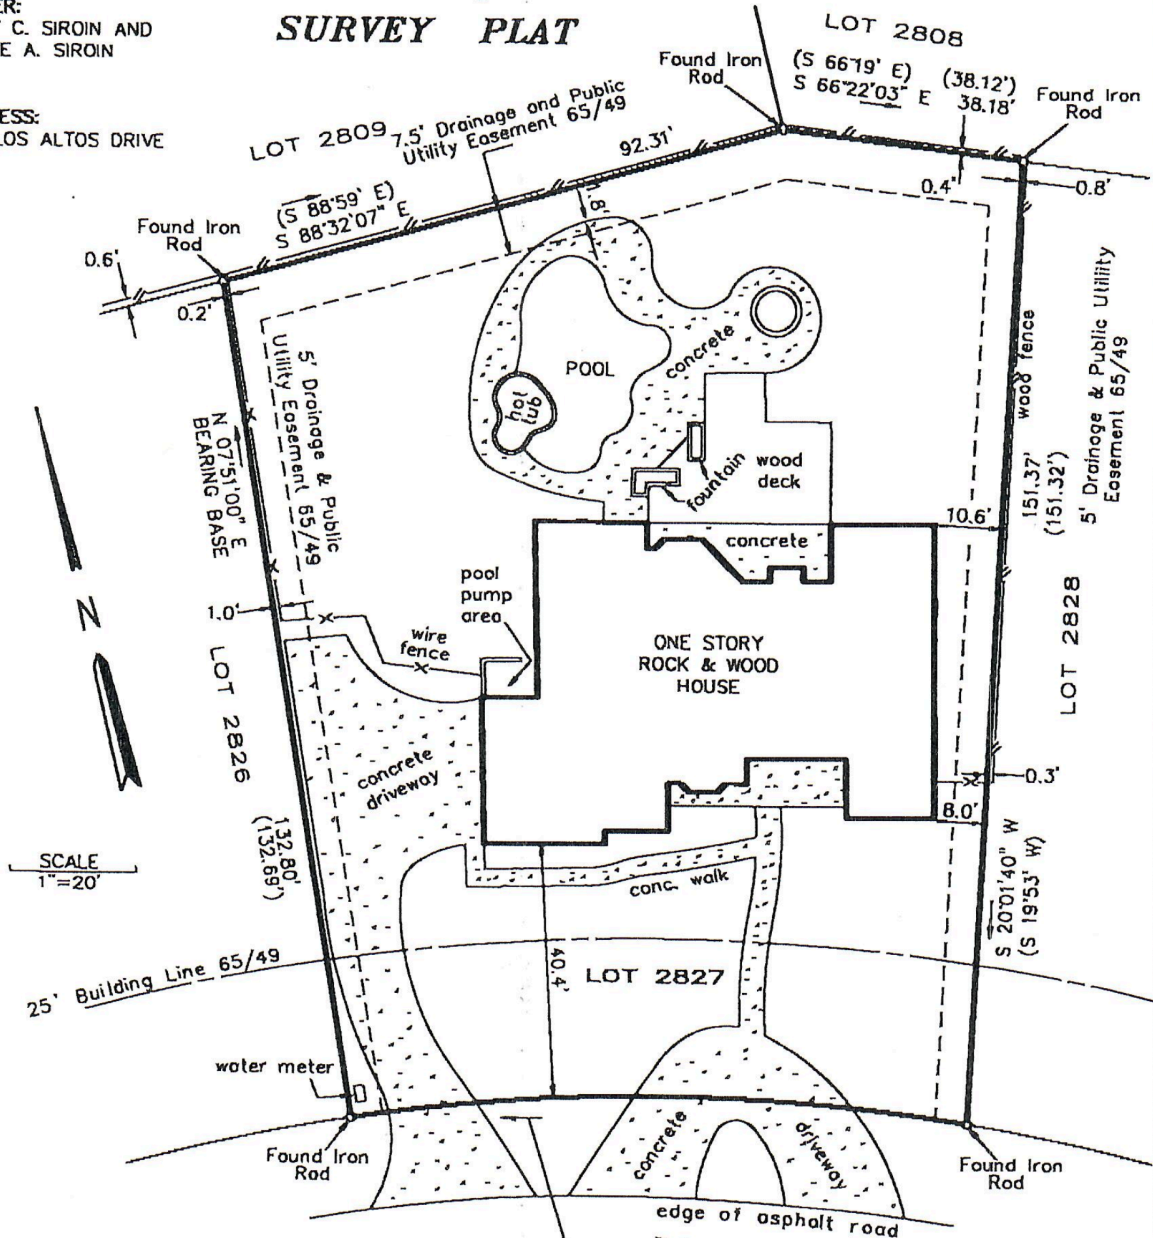 ER:
C. SIROIN AND
E A. SIROIN
ESS:
LOS ALTOS DRIVE
SURVEY PLAT
LOT 2808
(S 66°19' E) (38.12')
S 66°22'03" E 38.18'
Found Iron
Rod
Found Iron
Rod
LOT 2809
7.5' Drainage and Public
Utility Easement 65/49
92.31'
(S 88°59' E)
S 88°32'07" E
Found Iron
Rod
0.6'
0.2'
1.8'
0.4'
0.8'
5' Drainage & Public
Utility Easement 65/49
N 07°51'00" E
BEARING BASE
POOL
hot
tub
concrete
fountain
wood
deck
wood fence
151.37'
(151.32')
5' Drainage & Public Utility
Easement 65/49
10.6'
concrete
N
1.0'
wire
fence
pool
pump
area
ONE STORY
ROCK & WOOD
HOUSE
LOT 2828
LOT 2826
concrete
driveway
0.3'
8.0'
132.80'
(132.69')
SCALE
1"=20'
conc. walk
S 20°01'40" W
(S 19°53' W)
25' Building Line 65/49
40.4'
LOT 2827
water meter
Found Iron
Rod
concrete
driveway
Found Iron
Rod
edge of asphalt road